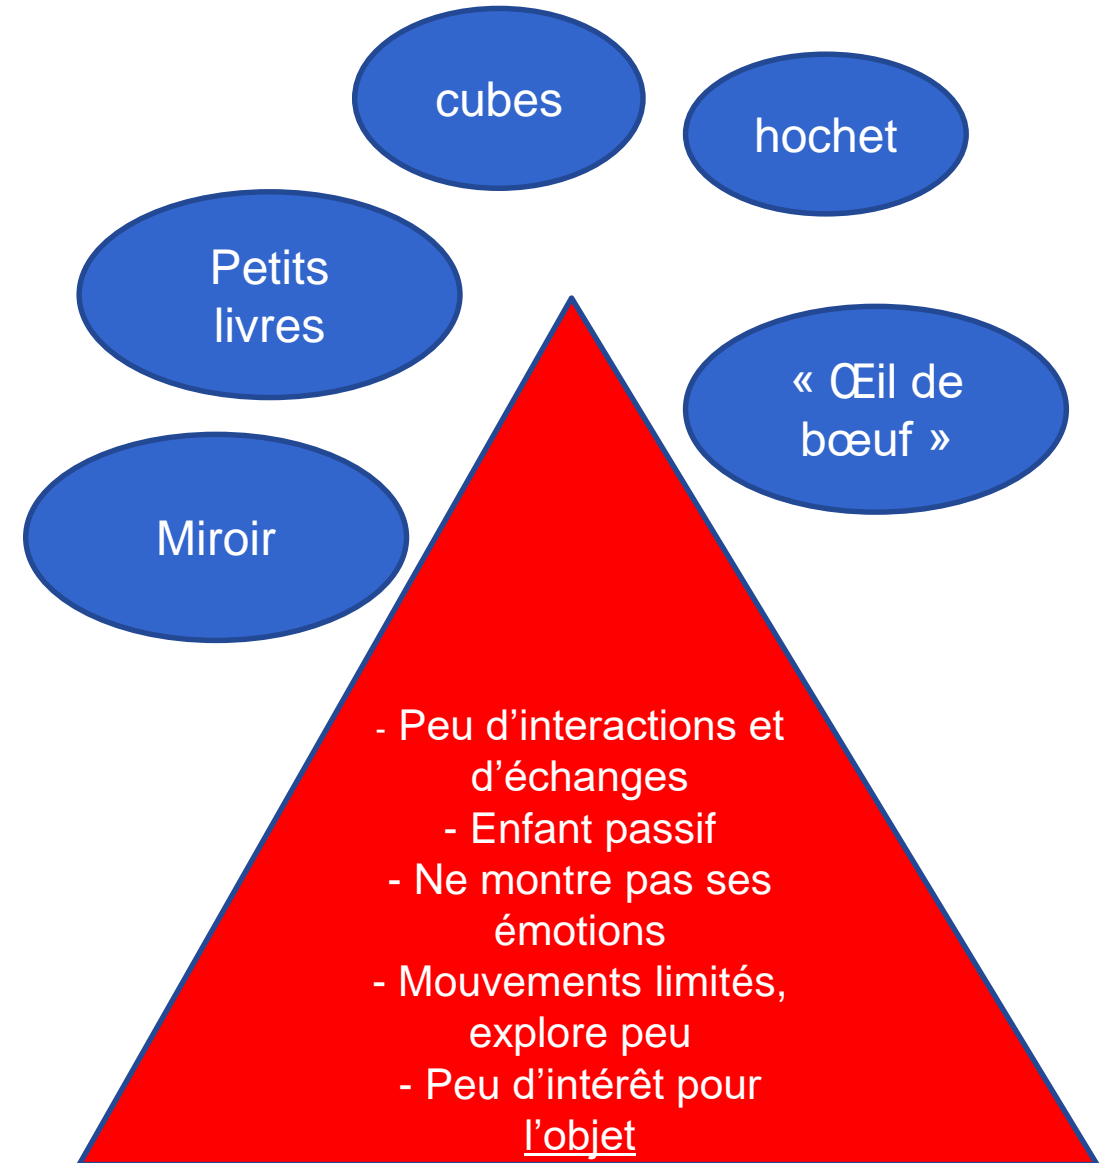 cubes
hochet
Petits
livres
« Œil de
bœuf »
Miroir
- Peu d’interactions et
d’échanges
- Enfant passif
- Ne montre pas ses
émotions
- Mouvements limités,
explore peu
- Peu d’intérêt pour
l’objet